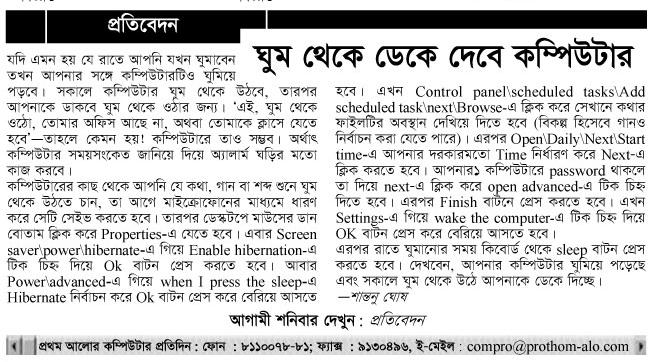 প্রতিবেদন
ঘুম থেকে ডেকে দেবে কম্পিউটার
যদি এমন হয় যে রাতে আপনি যখন ঘুমাবেন
তখন আপনার সঙ্গে কম্পিউটারটিও ঘুমিয়ে
পড়বে। সকালে কম্পিউটার ঘুম থেকে উঠবে, তারপর
আপনাকে ডাকবে ঘুম থেকে ওঠার জন্য। ‘এই, ঘুম থেকে
ওঠো, তোমার অফিস আছে না, অথবা তোমাকে ক্লাসে যেতে
হবে’—তাহলে কেমন হয়! কম্পিউটারে তাও সম্ভব। অর্থাৎ
কম্পিউটার সময়সংকেত জানিয়ে দিয়ে অ্যালার্ম ঘড়ির মতো
কাজ করবে।
কম্পিউটারের কাছ থেকে আপনি যে কথা, গান বা শব্দ শুনে ঘুম
থেকে উঠতে চান, তা আগে মাইক্রোফোনের মাধ্যমে ধারণ
করে সেটি সেইভ করতে হবে। তারপর ডেস্কটপে মাউসের ডান
বোতাম ক্লিক করে Properties-এ যেতে হবে। এবার Screen
saver\power\hibernate-এ গিয়ে Enable hibernation-এ
টিক চিহ্ন দিয়ে Ok বাটন প্রেস করতে হবে। আবার
Power\advanced-এ গিয়ে when I press the sleep-এ
Hibernate নির্বাচন করে Ok বাটন প্রেস করে বেরিয়ে আসতে
হবে। এখন Control panel\scheduled tasks\Add
scheduled task\next\Browse-এ ক্লিক করে সেখানে কথার
ফাইলটির অবস্থান দেখিয়ে দিতে হবে (বিকল্প হিসেবে গানও
নির্বাচন করা যেতে পারে)। এরপর Open\Daily\Next\Start
time-এ আপনার দরকারমতো Time নির্ধারণ করে Next-এ
ক্লিক করতে হবে। আপনার১ কম্পিউটারে password থাকলে
তা দিয়ে next-এ ক্লিক করে open advanced-এ টিক চিহ্ন
দিতে হবে। এরপর Finish বাটনে প্রেস করতে হবে। এখন
Settings-এ গিয়ে wake the computer-এ টিক চিহ্ন দিয়ে
OK বাটন প্রেস করে বেরিয়ে আসতে হবে।
এরপর রাতে ঘুমানোর সময় কিবোর্ড থেকে sleep বাটন প্রেস
করতে হবে। দেখবেন, আপনার কম্পিউটার ঘুমিয়ে পড়েছে
এবং সকালে ঘুম থেকে উঠে আপনাকে ডেকে দিচ্ছে।
—শান্তনু ঘোষ
আগামী শনিবার দেখুন : প্রতিবেদন
প্রথম আলোর কম্পিউটার প্রতিদিন : ফোন : ৮১১০০৭৮-৮১; ফ্যাক্স : ৯১৩০৪৯৬, ই-মেইল : compro@prothom-alo.com